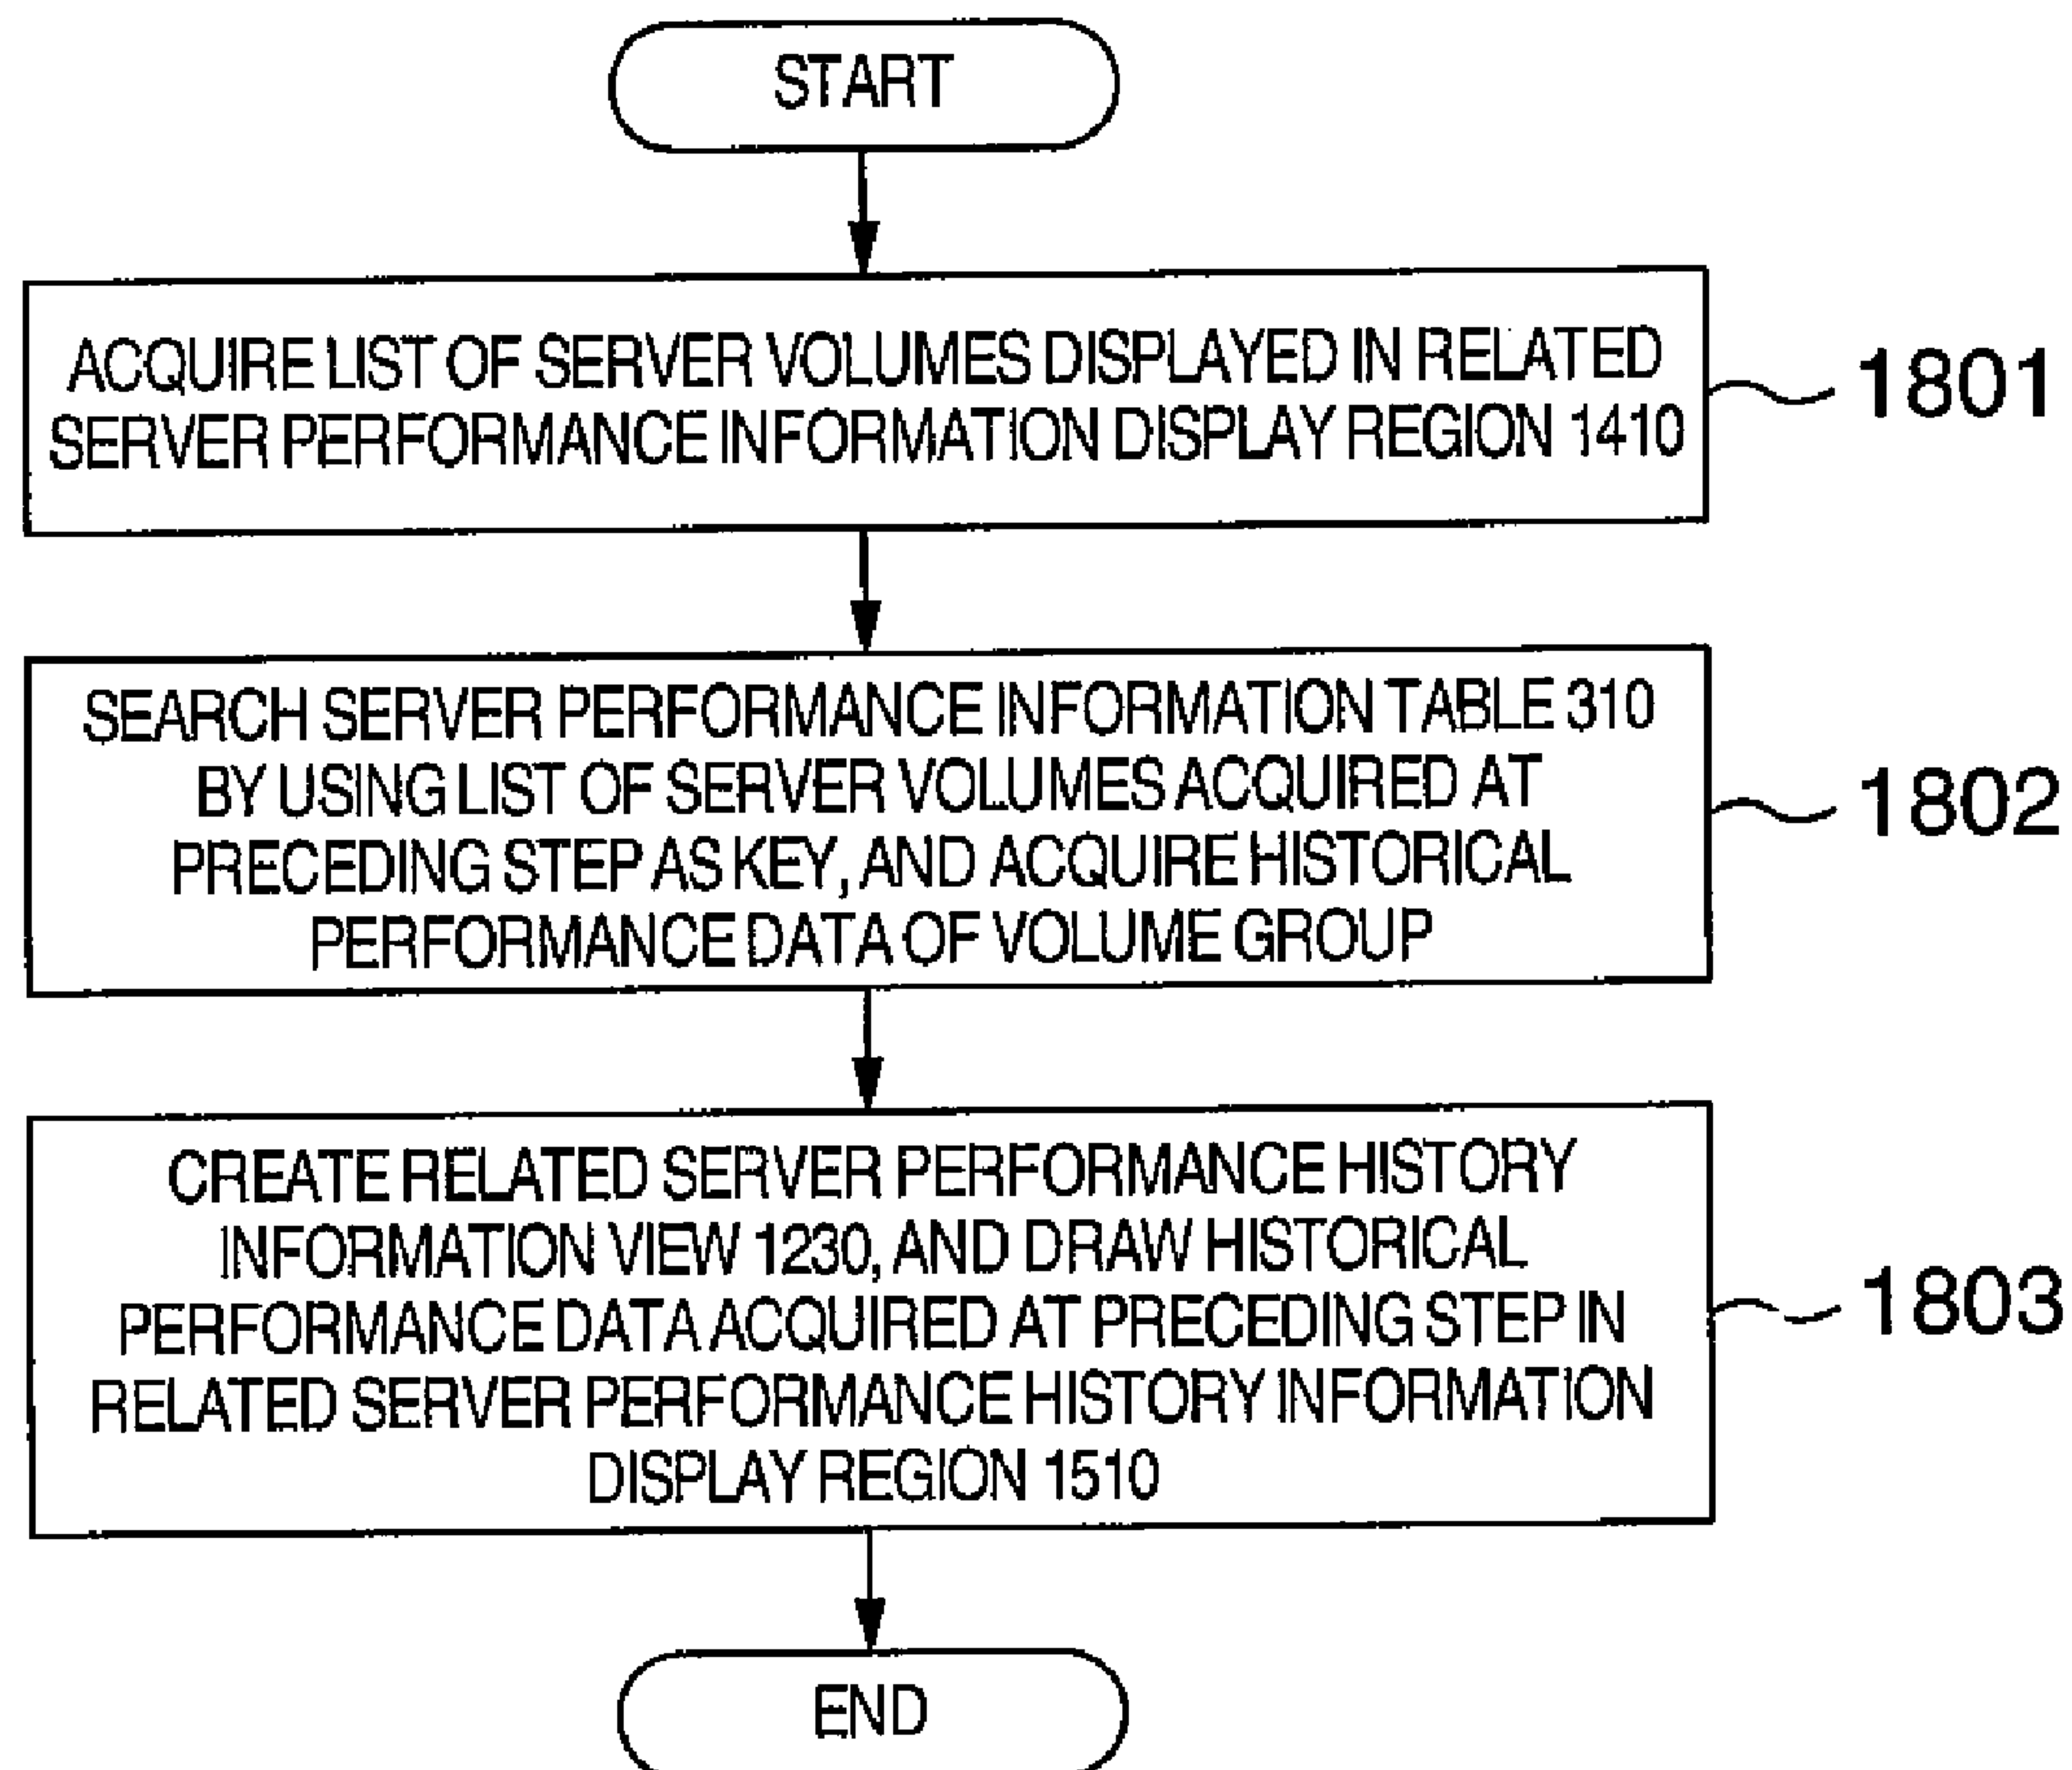 START
ACQUIRE LIST OF SERVER VOLUMES DISPLAYED IN RELATED
SERVER PERFORMANCE INFORMATION DISPLAY REGION 1410
1801
SEARCH SERVER PERFORMANCE INFORMATION TABLE 310
BY USING LIST OF SERVER VOLUMES ACQUIRED AT
PRECEDING STEP AS KEY, AND ACQUIRE HISTORICAL
PERFORMANCE DATA OF VOLUME GROUP
1802
CREATE RELATED SERVER PERFORMANCE HISTORY
INFORMATION VIEW 1230, AND DRAW HISTORICAL
PERFORMANCE DATA ACQUIRED AT PRECEDING STEP IN
RELATED SERVER PERFORMANCE HISTORY INFORMATION
DISPLAY REGION 1510
1803
END